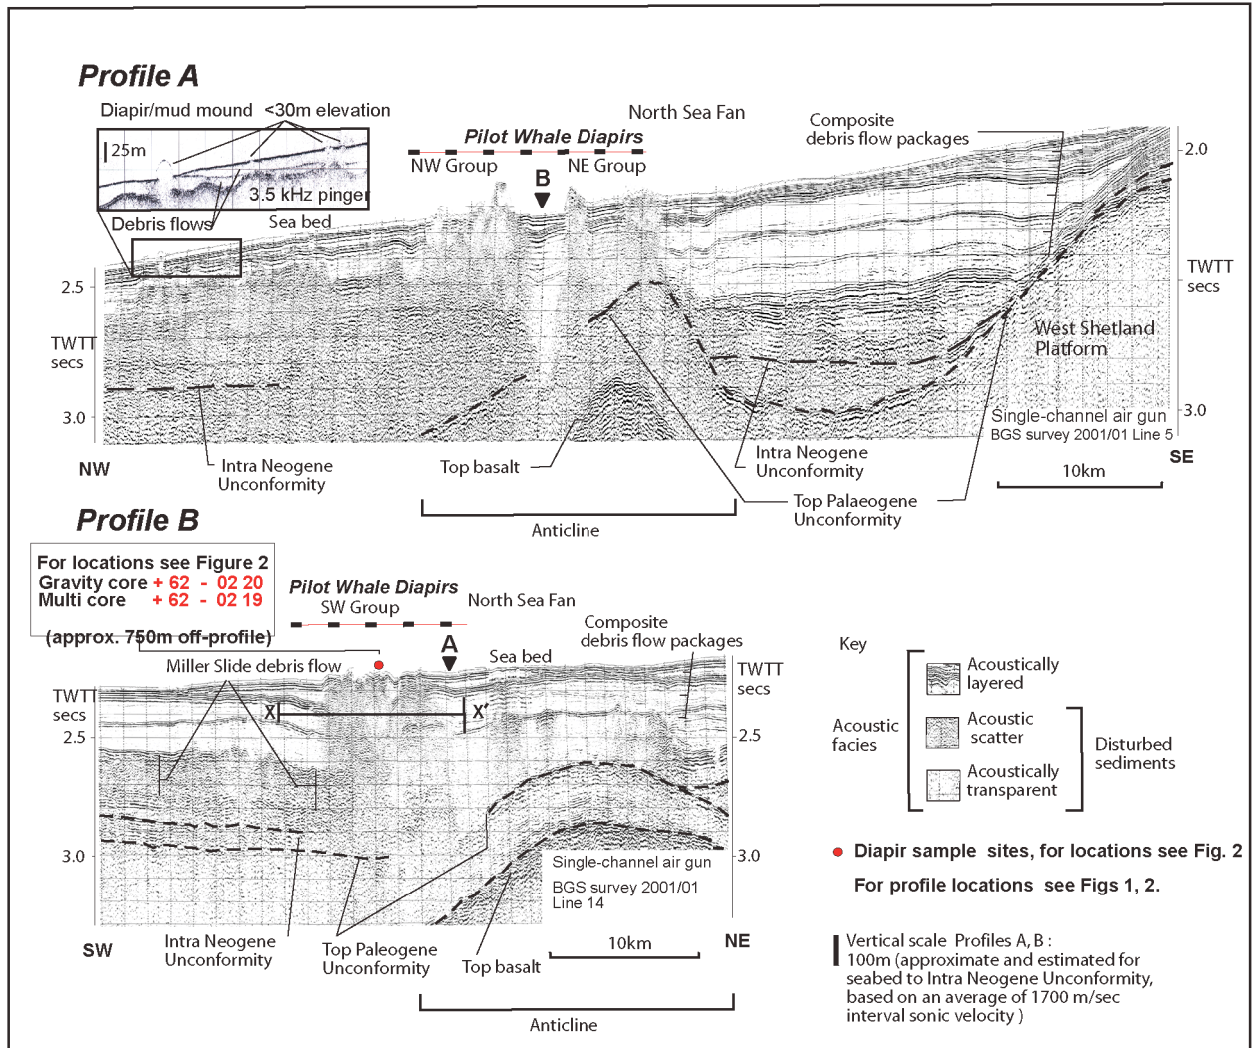 Profile A
Diapir/mud mound
<30m elevation
25m
3.5 kHz pinger
Debris flows
Sea bed
Pilot Whale Diapirs
NW Group
NE Group
B
North Sea Fan
Composite
debris flow packages
2.0
TWTT
secs
3.0
2.5
TWTT
secs
3.0
West Shetland
Platform
Single-channel air gun
BGS survey 2001/01 Line 5
NW
SE
Intra Neogene
Unconformity
Top basalt
Intra Neogene
Unconformity
Top Palaeogene
Unconformity
10km
Anticline
Profile B
For locations see Figure 2
Gravity core + 62 - 02 20
Multi core + 62 - 02 19
(approx. 750m off-profile)
Pilot Whale Diapirs
SW Group
North Sea Fan
A
Composite
debris flow packages
Miller Slide debris flow
Sea bed
TWTT
secs
2.5
3.0
X
X'
TWTT
secs
2.5
3.0
Single-channel air gun
BGS survey 2001/01
Line 14
SW
NE
Intra Neogene
Unconformity
Top Paleogene
Unconformity
Top basalt
10km
Anticline
Key
Acoustic
facies
Acoustically
layered
Acoustic
scatter
Acoustically
transparent
Disturbed
sediments
Diapir sample sites, for locations see Fig. 2
For profile locations see Figs 1, 2.
Vertical scale Profiles A, B :
100m (approximate and estimated for
seabed to Intra Neogene Unconformity,
based on an average of 1700 m/sec
interval sonic velocity )